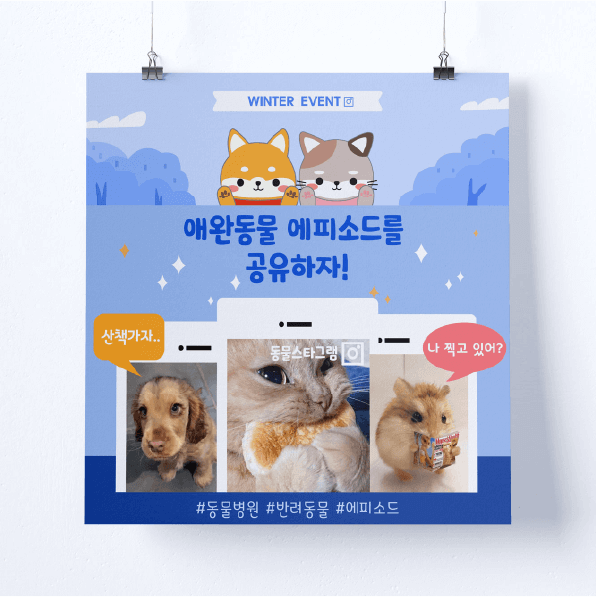 WINTER EVENT
애완동물 에피소드를
공유하자!
산책가자..
동물스타그램
나 찍고 있어?
#동물병원 #반려동물 #에피소드